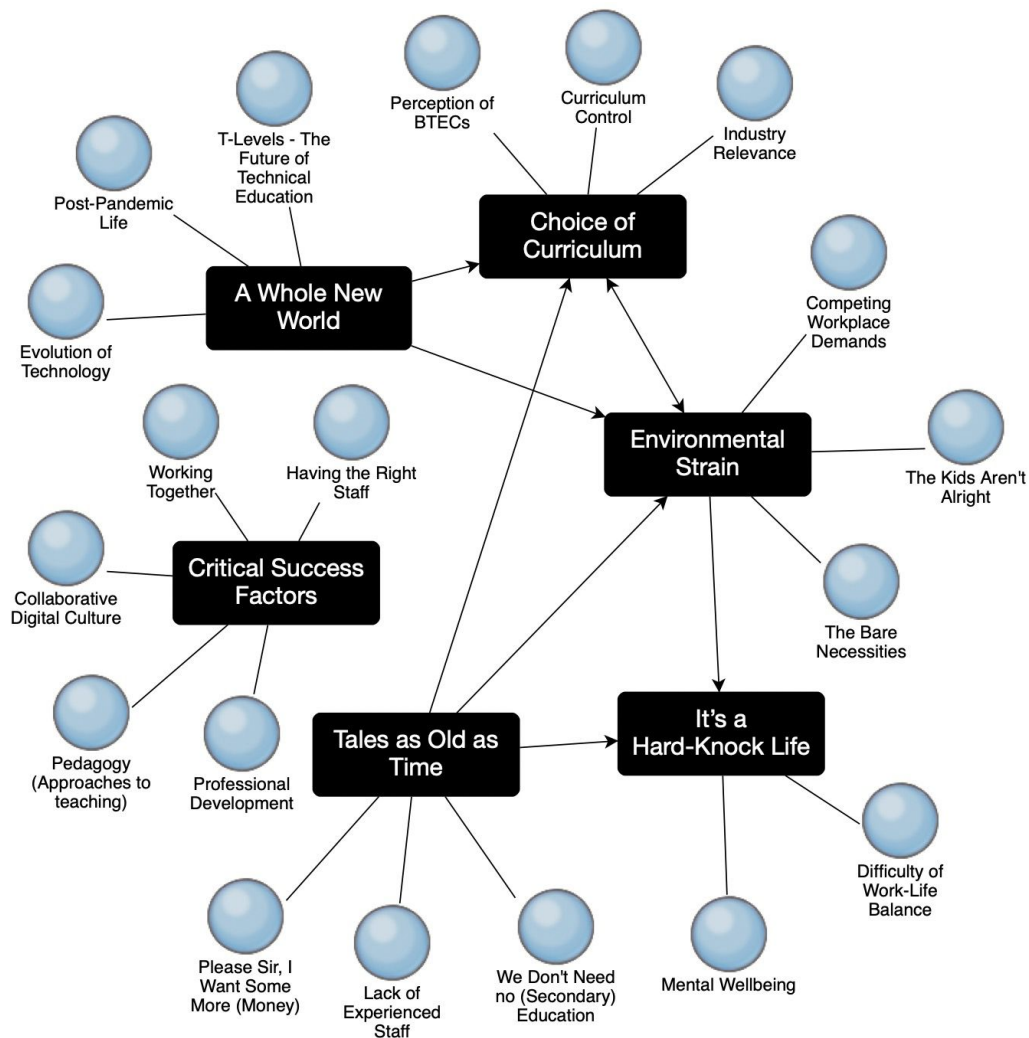 Perception of
BTECs
Curriculum
Control
Industry
Relevance
T-Levels - The
Future of
Technical
Education
Post-Pandemic
Life
Choice of
Curriculum
A Whole New
World
Evolution of
Technology
Competing
Workplace
Demands
Environmental
Strain
The Kids Aren't
Alright
Working
Together
Having the Right
Staff
Critical Success
Factors
Collaborative
Digital Culture
The Bare
Necessities
Pedagogy
(Approaches to
teaching)
Professional
Development
Tales as Old as
Time
It's a
Hard-Knock Life
Please Sir, I
Want Some
More (Money)
Lack of
Experienced
Staff
We Don't Need
no (Secondary)
Education
Mental Wellbeing
Difficulty of
Work-Life
Balance